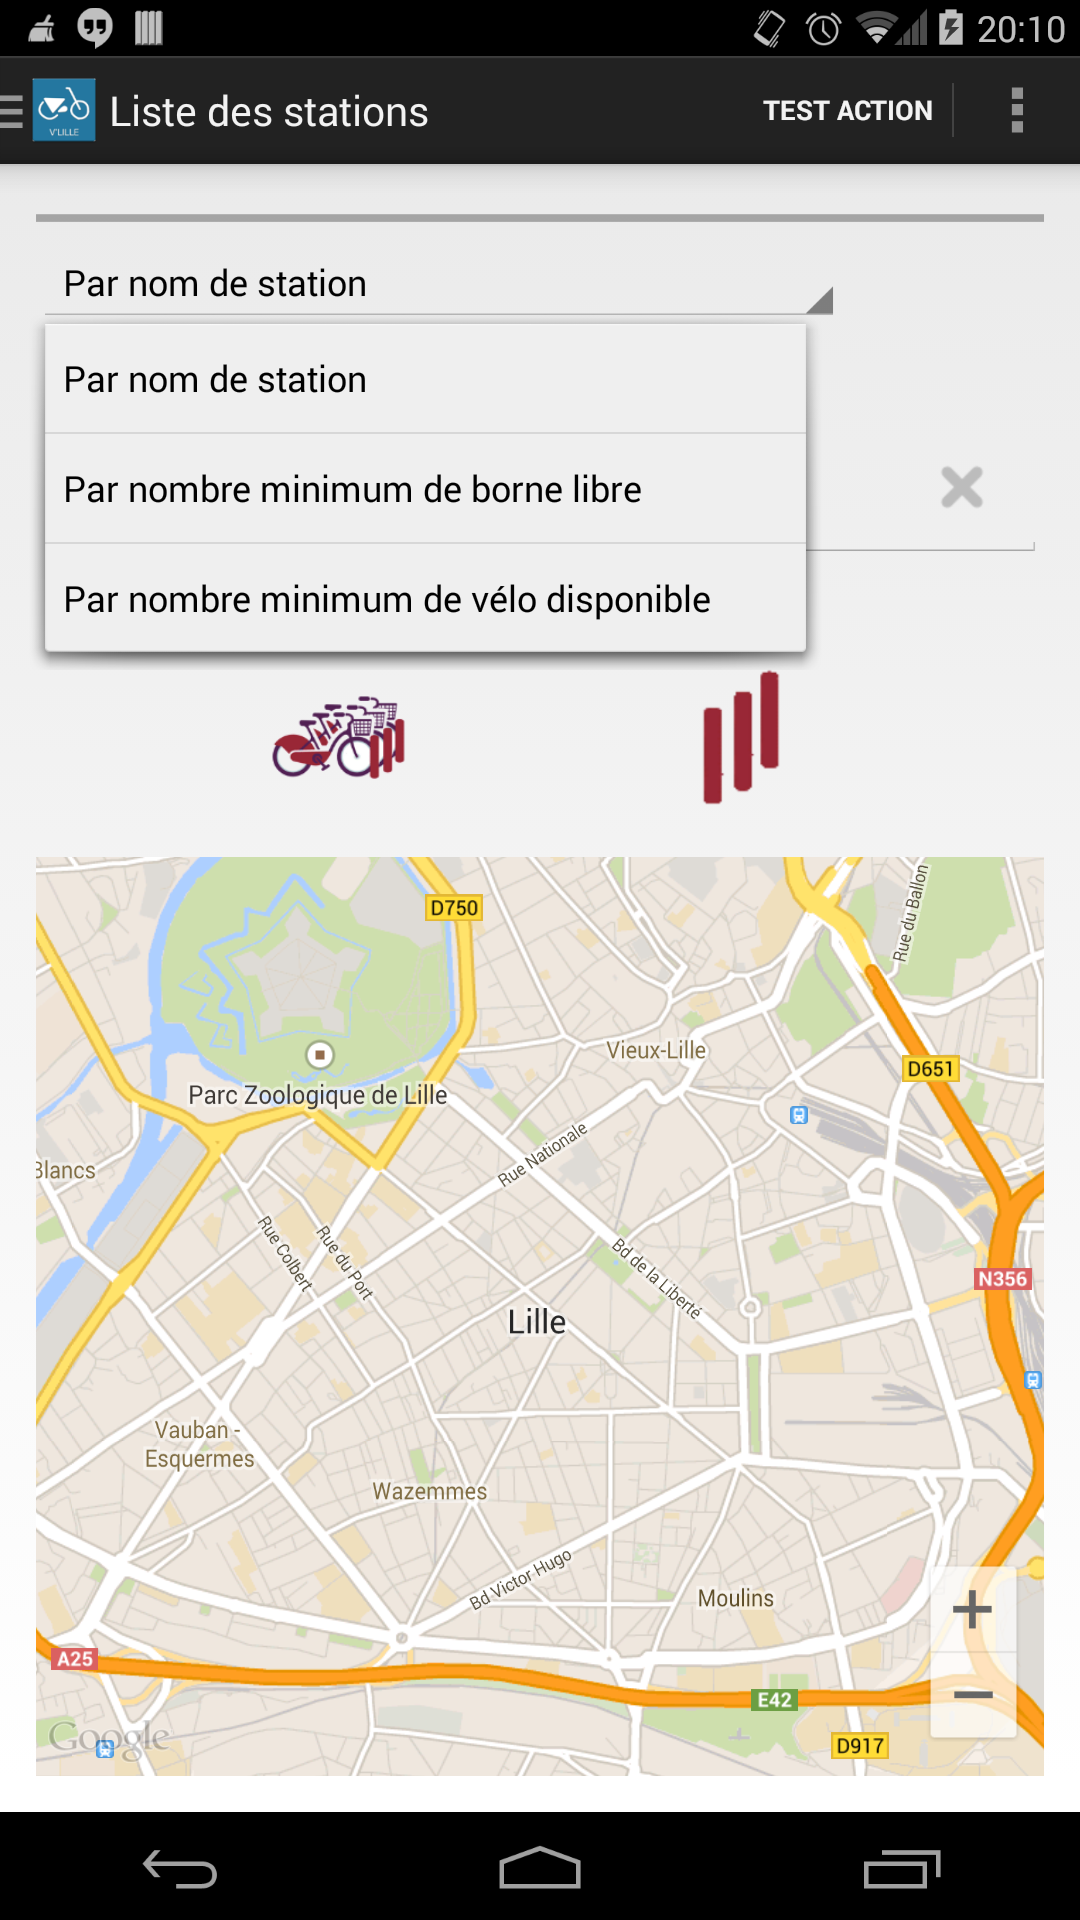 20:10
V'LILLE
Liste des stations
TEST ACTION
Par nom de station
Par nom de station
Par nombre minimum de borne libre
Par nombre minimum de vélo disponible
D750
Rue du Ballon
Vieux-Lille
D651
Parc Zoologique de Lille
Rue Nationale
Blancs
Rue Colbert
Rue du Port
Bd de la Liberté
N356
Lille
Vauban -
Esquermes
Wazemmes
Bd Victor Hugo
Moulins
A25
E42
Google
D917